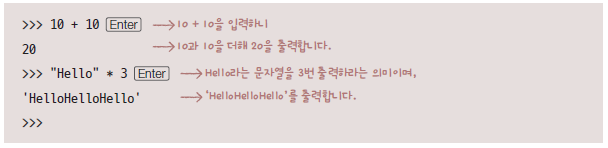 >>> 10 + 10 Enter ⟶10 + 10을 입력하니
20 ⟶10과 10을 더해 20을 출력합니다.
>>> "Hello" * 3 Enter ⟶Hello라는 문자열을 3번 출력하라는 의미이며,
'HelloHelloHello' ⟶'HelloHelloHello'를 출력합니다.
>>>